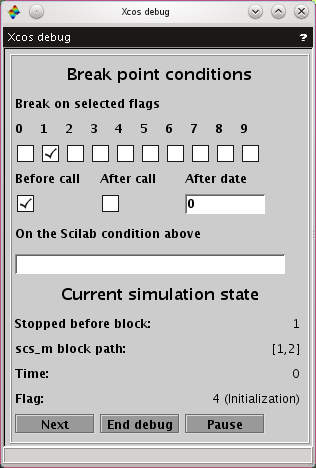 Xcos debug
Xcos debug ?
Break point conditions
Break on selected flags
0 1 2 3 4 5 6 7 8 9
Before call After call After date
0
On the Scilab condition above
Current simulation state
Stopped before block: 1
scs_m block path: [1,2]
Time: 0
Flag: 4 (Initialization)
Next End debug Pause